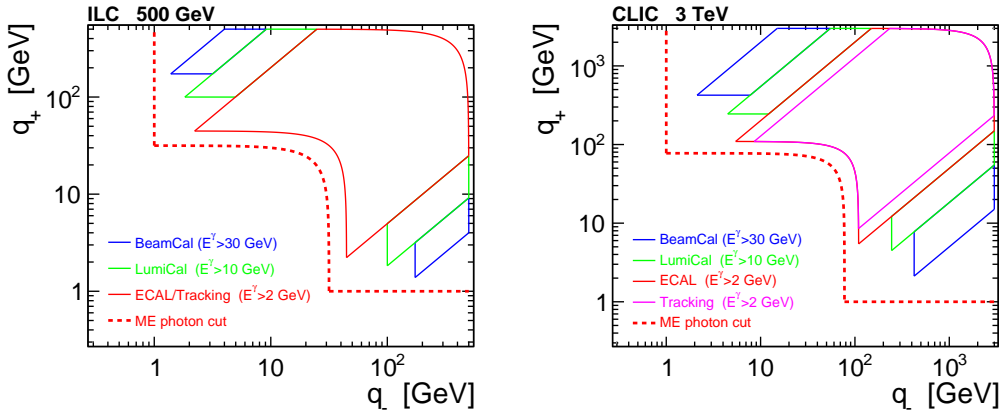 ILC 500 GeV
q+ [GeV]
10²
10
1
BeamCal (Eγ>30 GeV)
LumiCal (Eγ>10 GeV)
ECAL/Tracking (Eγ>2 GeV)
ME photon cut
1 10 10²
q- [GeV]
CLIC 3 TeV
q+ [GeV]
10³
10²
10
1
BeamCal (Eγ>30 GeV)
LumiCal (Eγ>10 GeV)
ECAL (Eγ>2 GeV)
Tracking (Eγ>2 GeV)
ME photon cut
1 10 10² 10³
q- [GeV]